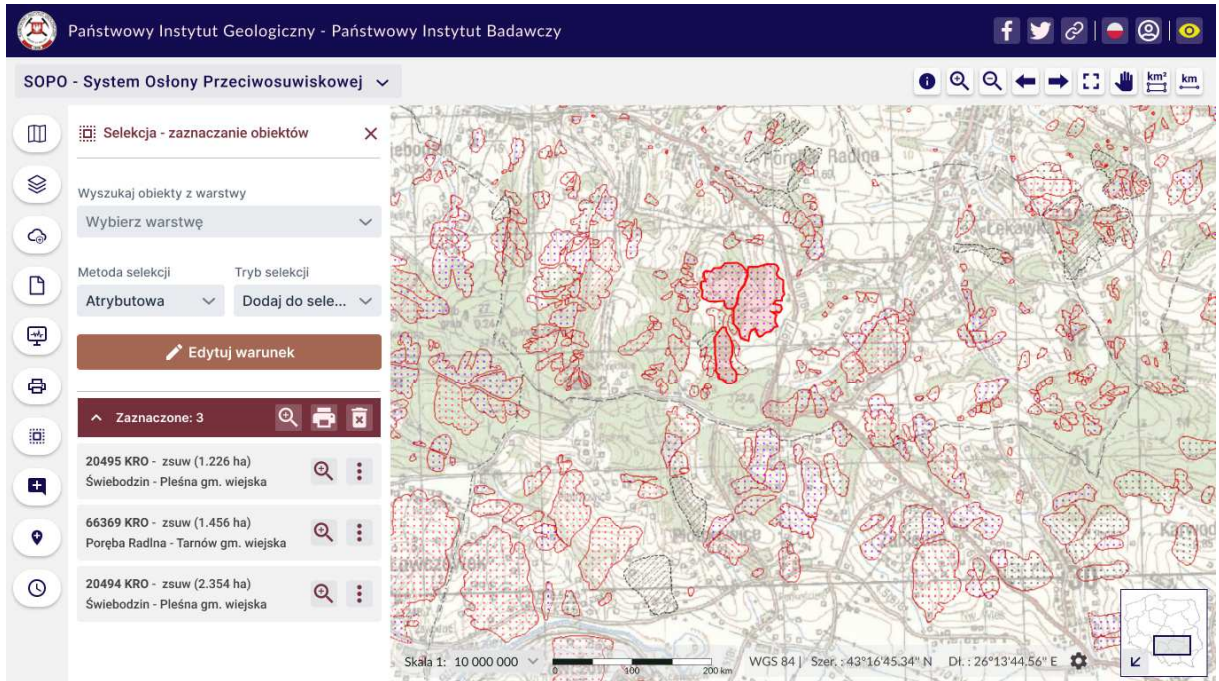 Państwowy Instytut Geologiczny - Państwowy Instytut Badawczy
SOPO - System Osłony Przeciwosuwiskowej
km²
km
Selekcja - zaznaczanie obiektów
Wyszukaj obiekty z warstwy
Wybierz warstwę
Metoda selekcji
Tryb selekcji
Atrybutowa
Dodaj do sele...
Edytuj warunek
Zaznaczone: 3
20495 KRO - zsuw (1.226 ha)
Świebodzin - Pleśna gm. wiejska
66369 KRO - zsuw (1.456 ha)
Poręba Radlna - Tarnów gm. wiejska
20494 KRO - zsuw (2.354 ha)
Świebodzin - Pleśna gm. wiejska
Radlna
Łękawka
Skala 1: 10 000 000
0 100 200 km
WGS 84 | Szer. : 43°16'45.34" N Dł. : 26°13'44,56" E